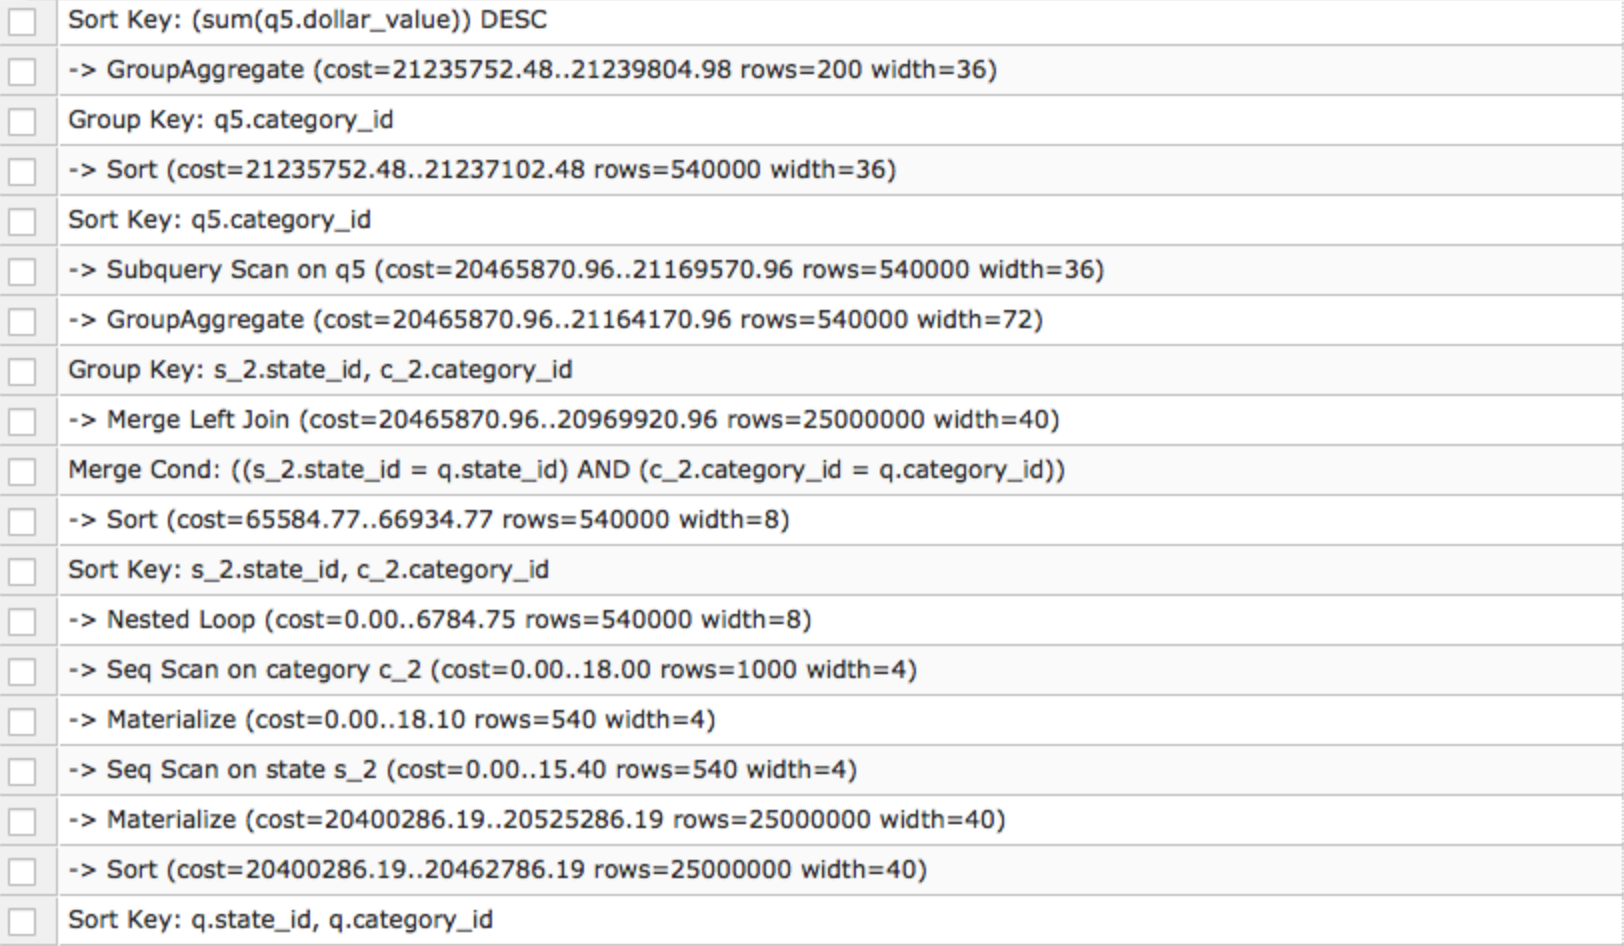 Sort Key: (sum(q5.dollar_value)) DESC
-> GroupAggregate (cost=21235752.48..21239804.98 rows=200 width=36)
Group Key: q5.category_id
-> Sort (cost=21235752.48..21237102.48 rows=540000 width=36)
Sort Key: q5.category_id
-> Subquery Scan on q5 (cost=20465870.96..21169570.96 rows=540000 width=36)
-> GroupAggregate (cost=20465870.96..21164170.96 rows=540000 width=72)
Group Key: s_2.state_id, c_2.category_id
-> Merge Left Join (cost=20465870.96..20969920.96 rows=25000000 width=40)
Merge Cond: ((s_2.state_id = q.state_id) AND (c_2.category_id = q.category_id))
-> Sort (cost=65584.77..66934.77 rows=540000 width=8)
Sort Key: s_2.state_id, c_2.category_id
-> Nested Loop (cost=0.00..6784.75 rows=540000 width=8)
-> Seq Scan on category c_2 (cost=0.00..18.00 rows=1000 width=4)
-> Materialize (cost=0.00..18.10 rows=540 width=4)
-> Seq Scan on state s_2 (cost=0.00..15.40 rows=540 width=4)
-> Materialize (cost=20400286.19..20525286.19 rows=25000000 width=40)
-> Sort (cost=20400286.19..20462786.19 rows=25000000 width=40)
Sort Key: q.state_id, q.category_id